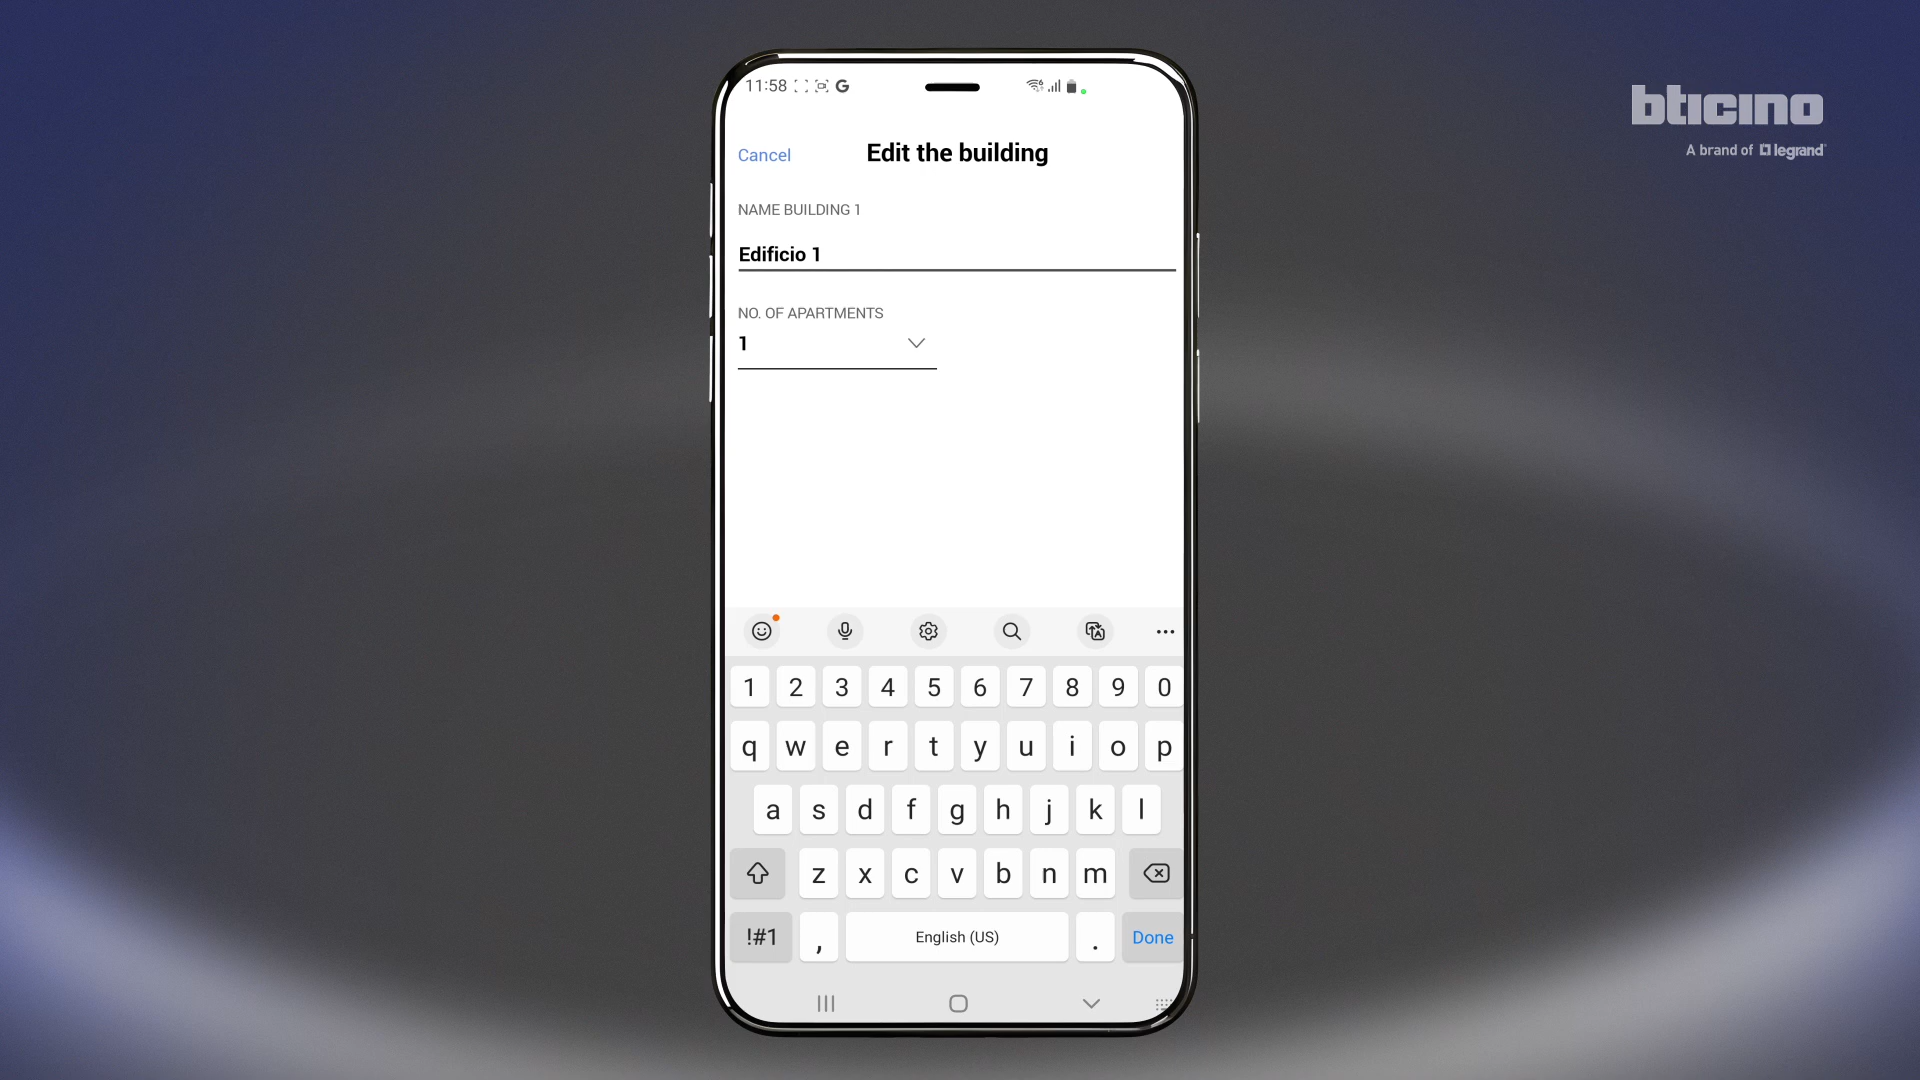 11:58
bticino
A brand of legrand
Cancel
Edit the building
NAME BUILDING 1
Edificio 1
NO. OF APARTMENTS
1
1 2 3 4 5 6 7 8 9 0
q w e r t y u i o p
a s d f g h j k l
z x c v b n m
!#1 , English (US) . Done